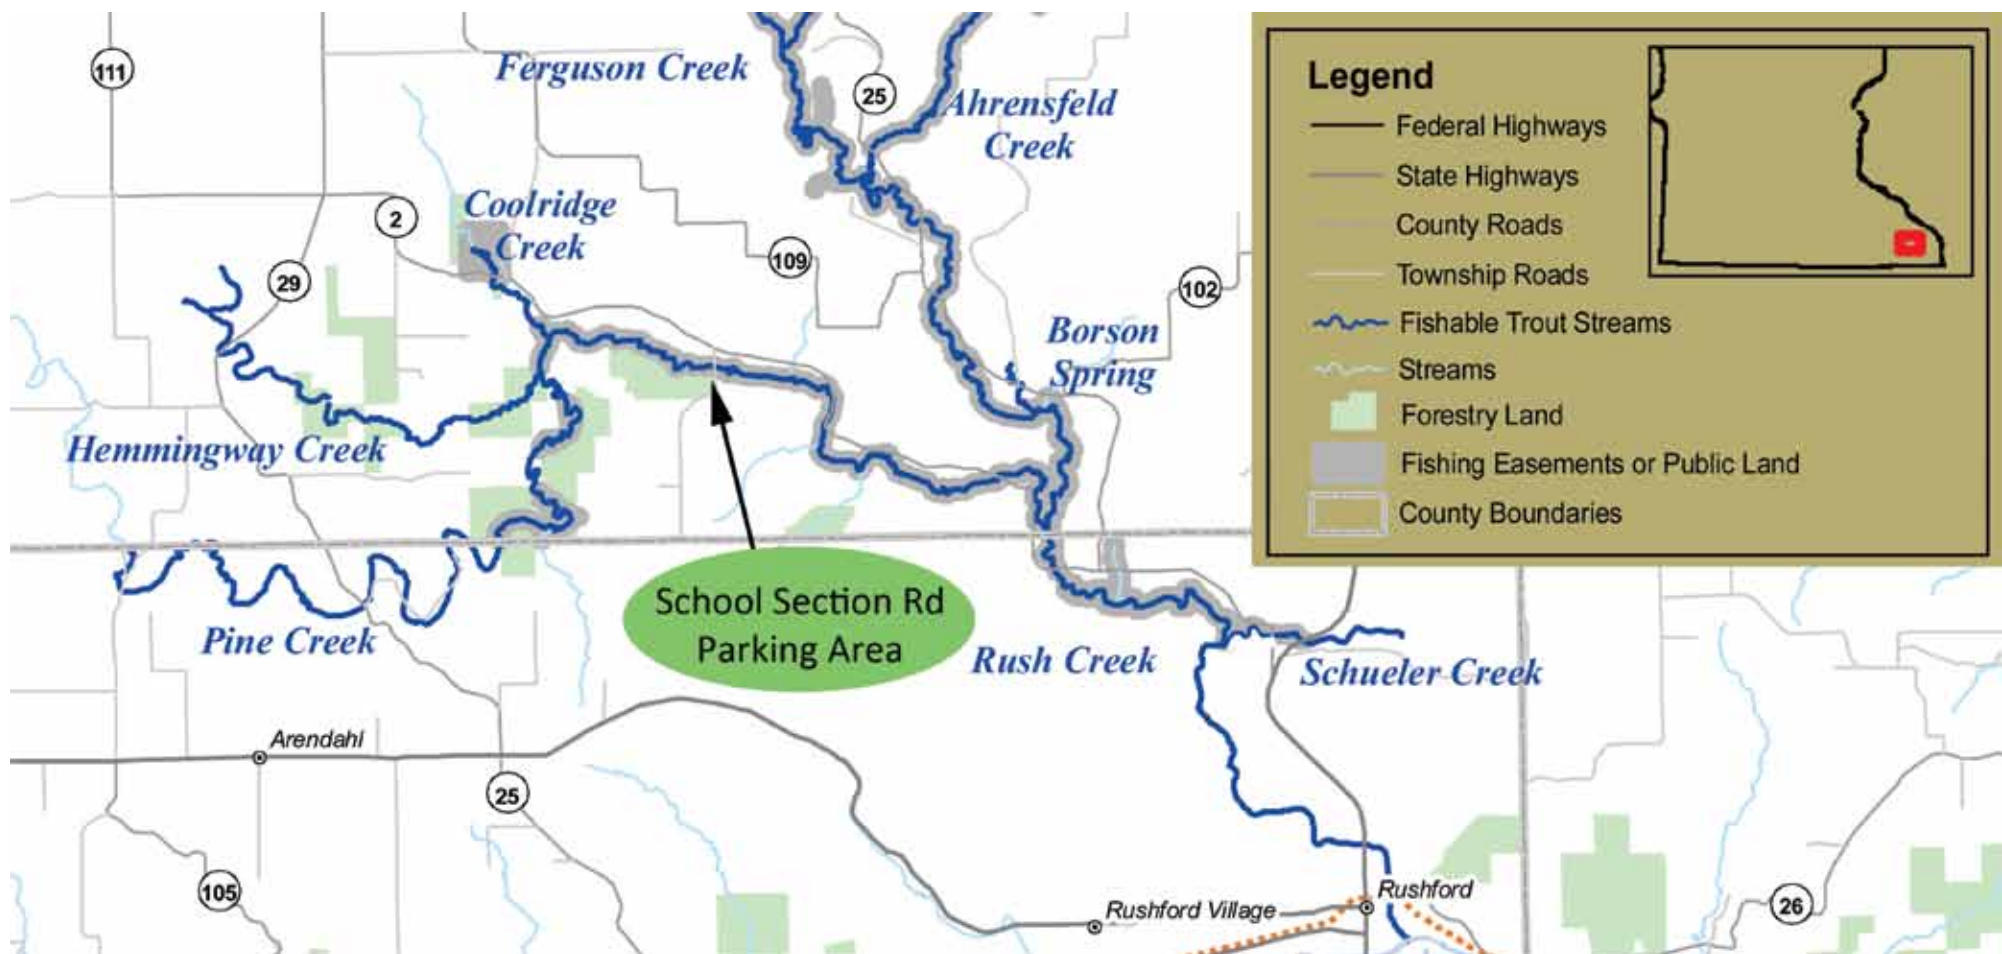 111
Ferguson Creek
25
Ahrensfeld
Creek
2
Coolridge
Creek
29
109
102
Borson
Spring
Hemmingway Creek
School Section Rd
Parking Area
Pine Creek
Rush Creek
Schueler Creek
Arendahl
25
105
Rushford Village
Rushford
26
Legend
Federal Highways
State Highways
County Roads
Township Roads
Fishable Trout Streams
Streams
Forestry Land
Fishing Easements or Public Land
County Boundaries